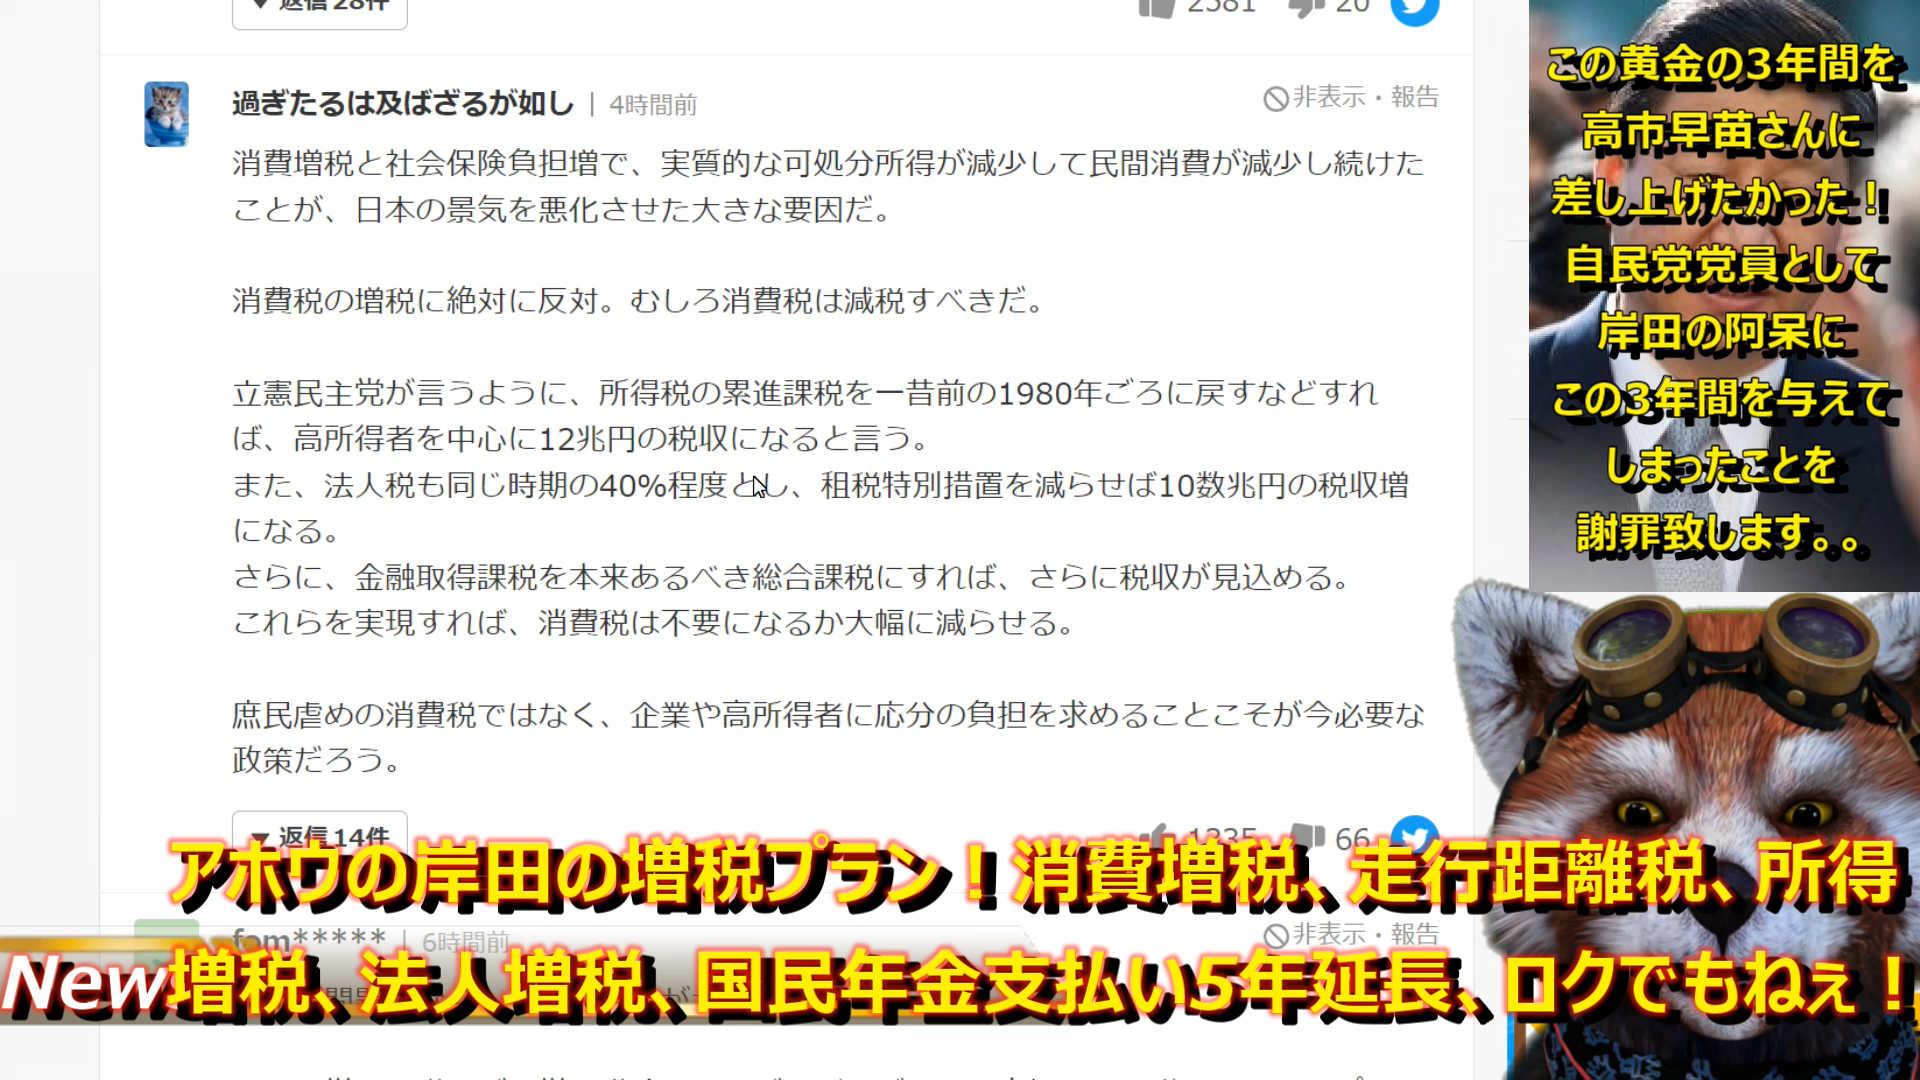 返信28件
2581
20
過ぎたるは及ばざるが如し | 4時間前
非表示・報告
消費増税と社会保険負担増で、実質的な可処分所得が減少して民間消費が減少し続けた
ことが、日本の景気を悪化させた大きな要因だ。
消費税の増税に絶対に反対。むしろ消費税は減税すべきだ。
立憲民主党が言うように、所得税の累進課税を一昔前の1980年ごろに戻すなどすれ
ば、高所得者を中心に12兆円の税収になると言う。
また、法人税も同じ時期の40%程度とし、租税特別措置を減らせば10数兆円の税収増
になる。
さらに、金融取得課税を本来あるべき総合課税にすれば、さらに税収が見込める。
これらを実現すれば、消費税は不要になるか大幅に減らせる。
庶民虐めの消費税ではなく、企業や高所得者に応分の負担を求めることこそが今必要な
政策だろう。
返信14件
1335
66
fom***** | 6時間前
非表示・報告
この黄金の3年間を
高市早苗さんに
差し上げたかった！
自民党党員として
岸田の阿呆に
この3年間を与えて
しまったことを
謝罪致します。。
アホウの岸田の増税プラン！消費増税、走行距離税、所得
New増税、法人増税、国民年金支払い5年延長、ロクでもねぇ！